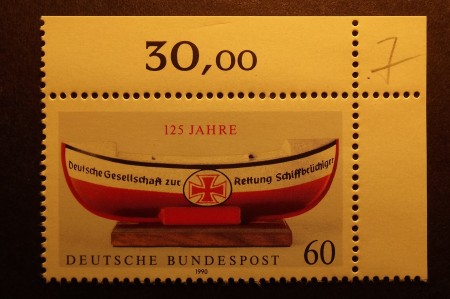 30,00
7
125 JAHRE
Deutsche Gesellschaft zur Rettung Schiffbrüchiger
DEUTSCHE BUNDESPOST 60
1990